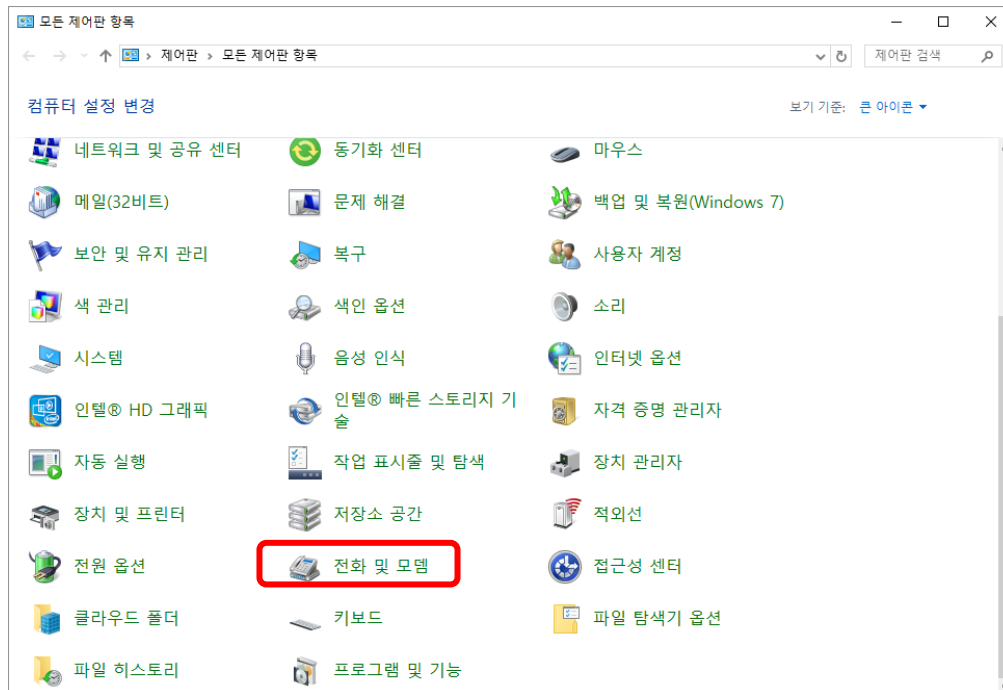 모든 제어판 항목
제어판 › 모든 제어판 항목
제어판 검색
컴퓨터 설정 변경
보기 기준: 큰 아이콘
네트워크 및 공유 센터
동기화 센터
마우스
메일(32비트)
문제 해결
백업 및 복원(Windows 7)
보안 및 유지 관리
복구
사용자 계정
색 관리
색인 옵션
소리
시스템
음성 인식
인터넷 옵션
인텔® HD 그래픽
인텔® 빠른 스토리지 기
술
자격 증명 관리자
자동 실행
작업 표시줄 및 탐색
장치 관리자
장치 및 프린터
저장소 공간
적외선
전원 옵션
전화 및 모뎀
접근성 센터
클라우드 폴더
키보드
파일 탐색기 옵션
파일 히스토리
프로그램 및 기능